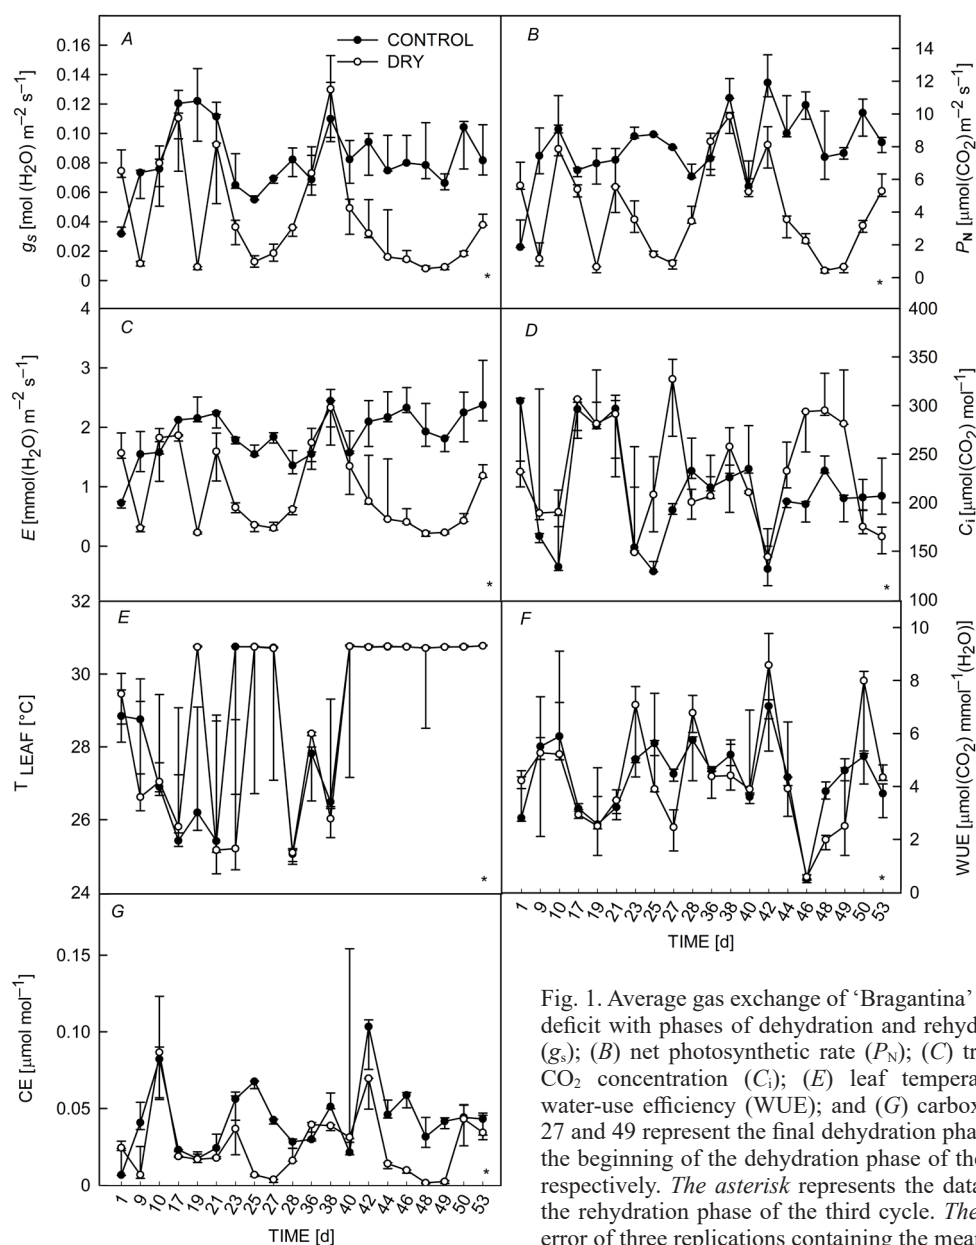 A
CONTROL
DRY
0.16
0.14
0.12
0.10
0.08
0.06
0.04
0.02
0
gs [mol (H2O) m−2 s−1]
*
B
14
12
10
8
6
4
2
0
PN [µmol(CO2) m−2 s−1]
*
C
4
3
2
1
0
E [mmol(H2O) m−2 s−1]
*
D
400
350
300
250
200
150
100
Ci [µmol(CO2) mol−1]
*
E
32
30
28
26
24
T LEAF [°C]
*
F
10
8
6
4
2
0
WUE [µmol(CO2) mmol−1(H2O)]
*
1 9 10 17 19 21 23 25 27 28 36 38 40 42 44 46 48 49 50 53
TIME [d]
G
0.15
0.10
0.05
0
CE [µmol mol−1]
*
1 9 10 17 19 21 23 25 27 28 36 38 40 42 44 46 48 49 50 53
TIME [d]
Fig. 1. Average gas exchange of ‘Bragantina’
deficit with phases of dehydration and rehyd
(gs); (B) net photosynthetic rate (PN); (C) tr
CO2 concentration (Ci); (E) leaf tempera
water-use efficiency (WUE); and (G) carbox
27 and 49 represent the final dehydration pha
the beginning of the dehydration phase of the
respectively. The asterisk represents the data
the rehydration phase of the third cycle. The
error of three replications containing the mea